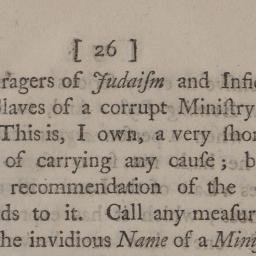 [ 26 ]
ragers of Judaiſm and Infi
laves of a corrupt Miniſtry
This is, I own, a very ſhor
of carrying any cauſe; b
recommendation of the
ds to it. Call any meaſur
he invidious Name of a Mini